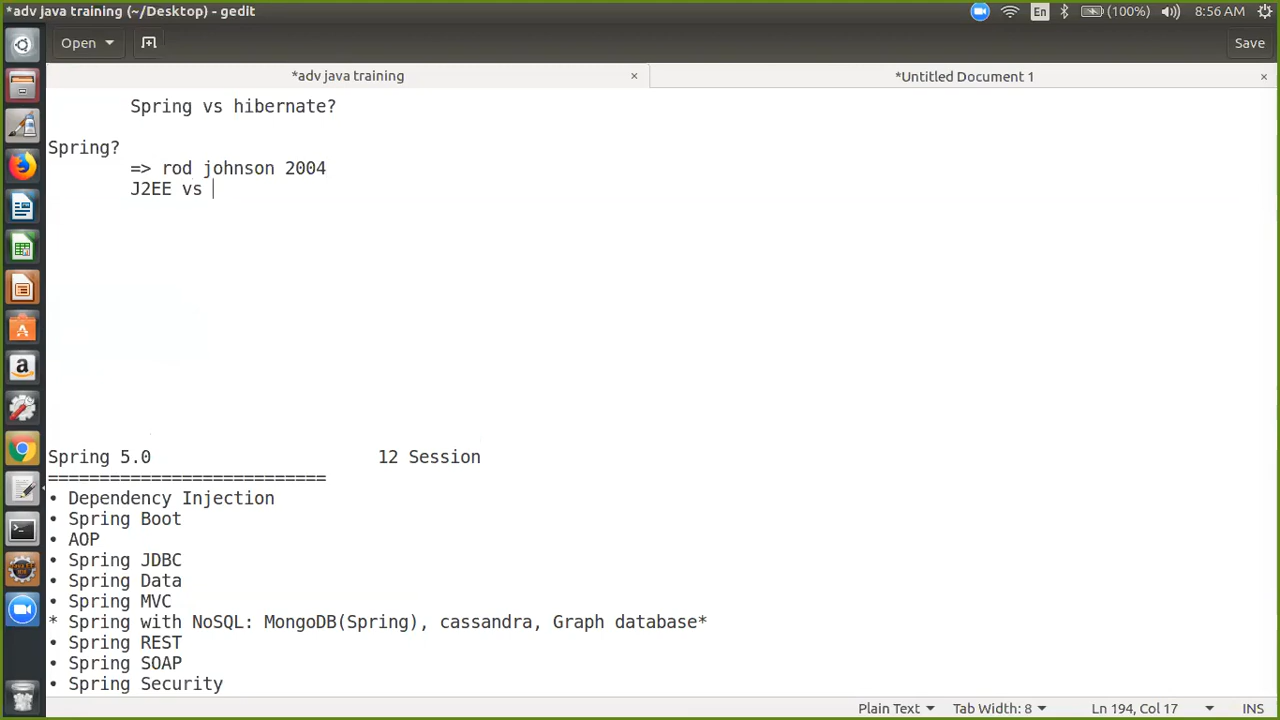 *adv java training (~/Desktop) - gedit
En
(100%)
8:56 AM
Open
Save
*adv java training ×
*Untitled Document 1 ×
Spring vs hibernate?
Spring?
=> rod johnson 2004
J2EE vs
Spring 5.0 12 Session
===========================
• Dependency Injection
• Spring Boot
• AOP
• Spring JDBC
• Spring Data
• Spring MVC
* Spring with NoSQL: MongoDB(Spring), cassandra, Graph database*
• Spring REST
• Spring SOAP
• Spring Security
Plain Text
Tab Width: 8
Ln 194, Col 17
INS